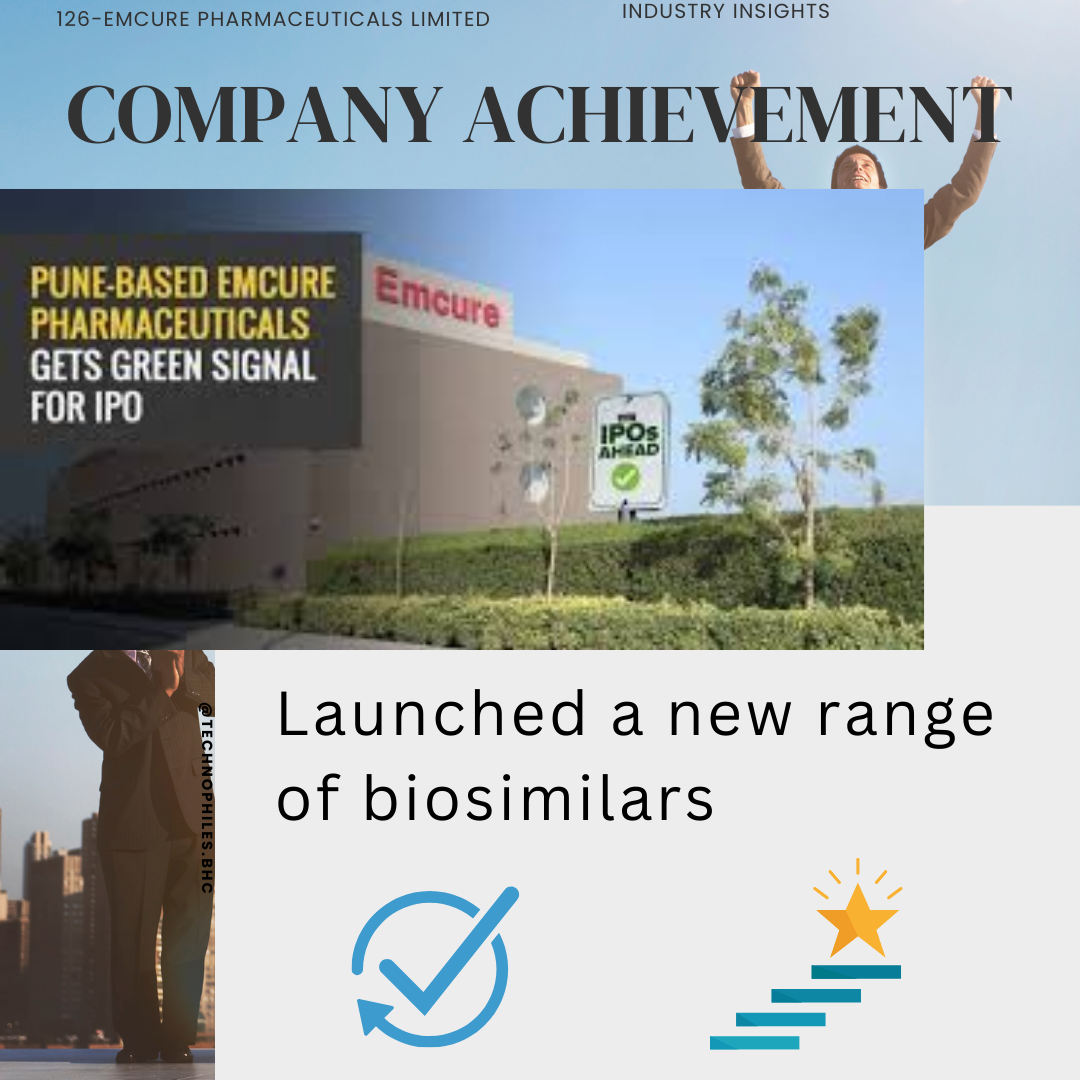 126-EMCURE PHARMACEUTICALS LIMITED
INDUSTRY INSIGHTS
COMPANY ACHIEVEMENT
PUNE-BASED EMCURE
PHARMACEUTICALS
GETS GREEN SIGNAL
FOR IPO
Emcure
IPOs
AHEAD
Launched a new range
of biosimilars
@TECHNOPHILES.BHC